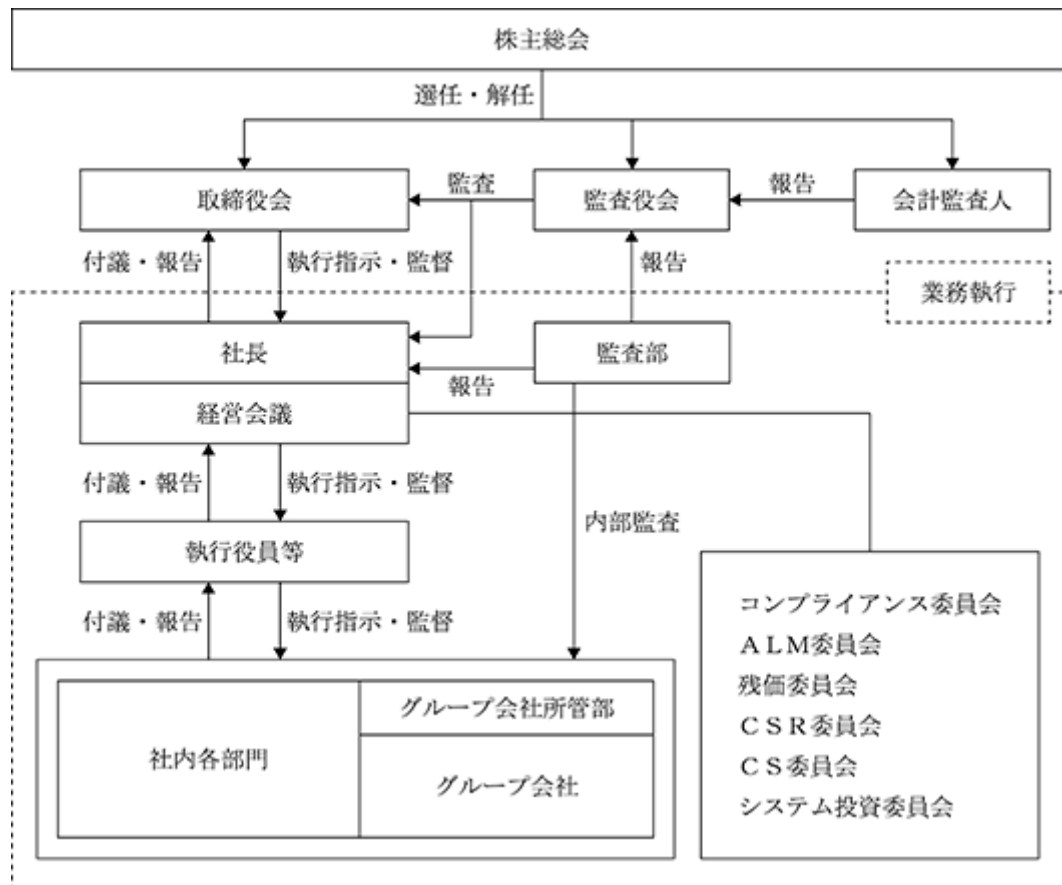 株主総会
選任・解任
取締役会
監査
監査役会
報告
会計監査人
付議・報告
執行指示・監督
報告
業務執行
社長
監査部
報告
経営会議
付議・報告
執行指示・監督
内部監査
執行役員等
付議・報告
執行指示・監督
コンプライアンス委員会
ＡＬＭ委員会
残価委員会
ＣＳＲ委員会
ＣＳ委員会
システム投資委員会
社内各部門
グループ会社所管部
グループ会社